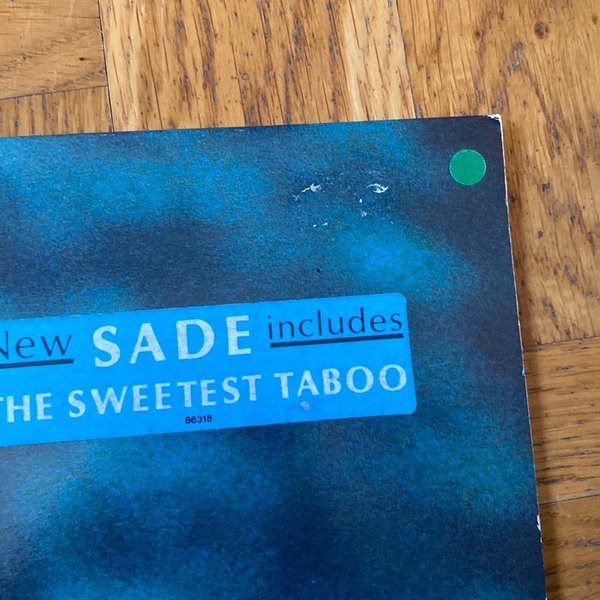 New SADE includes
THE SWEETEST TABOO
86318